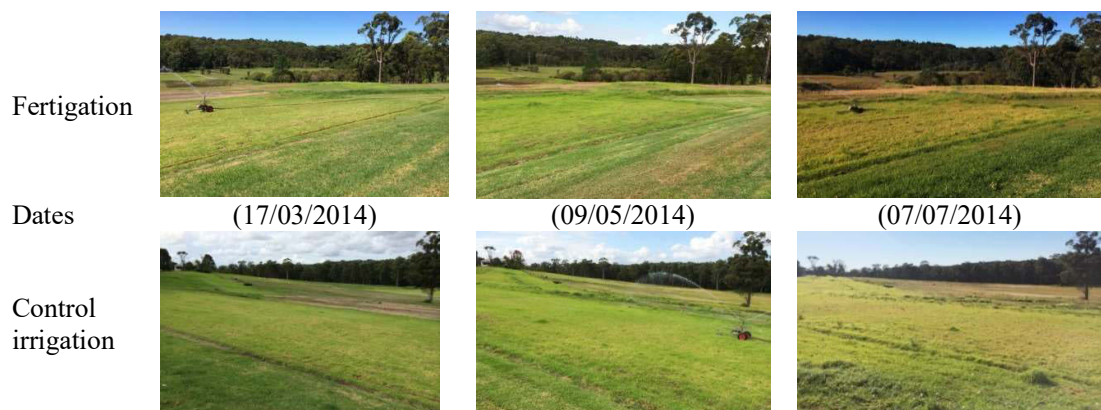 Fertigation
Dates
(17/03/2014)
(09/05/2014)
(07/07/2014)
Control
irrigation